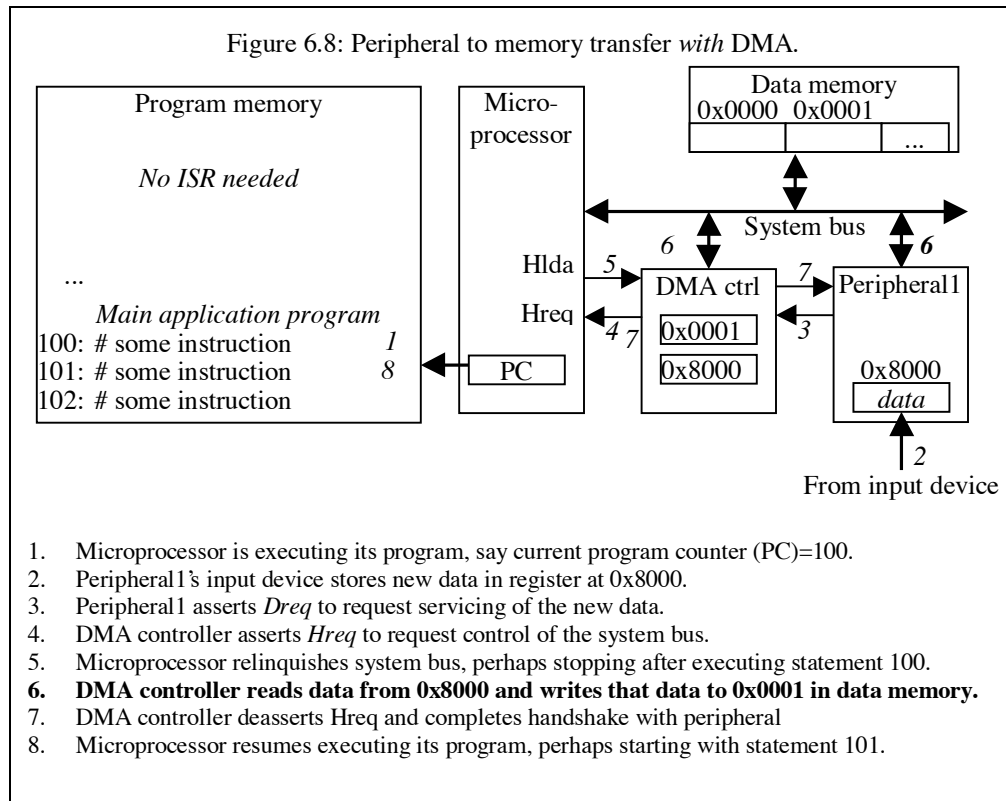 Figure 6.8: Peripheral to memory transfer with DMA.
Program memory
No ISR needed
...
Main application program
100: # some instruction 1
101: # some instruction 8
102: # some instruction
Micro-
processor
Hlda
Hreq
PC
Data memory
0x0000 0x0001
...
System bus
6
6
5
4
7
DMA ctrl
0x0001
0x8000
7
3
Peripheral1
0x8000
data
2
From input device
1. Microprocessor is executing its program, say current program counter (PC)=100.
2. Peripheral1's input device stores new data in register at 0x8000.
3. Peripheral1 asserts Dreq to request servicing of the new data.
4. DMA controller asserts Hreq to request control of the system bus.
5. Microprocessor relinquishes system bus, perhaps stopping after executing statement 100.
6. DMA controller reads data from 0x8000 and writes that data to 0x0001 in data memory.
7. DMA controller deasserts Hreq and completes handshake with peripheral
8. Microprocessor resumes executing its program, perhaps starting with statement 101.